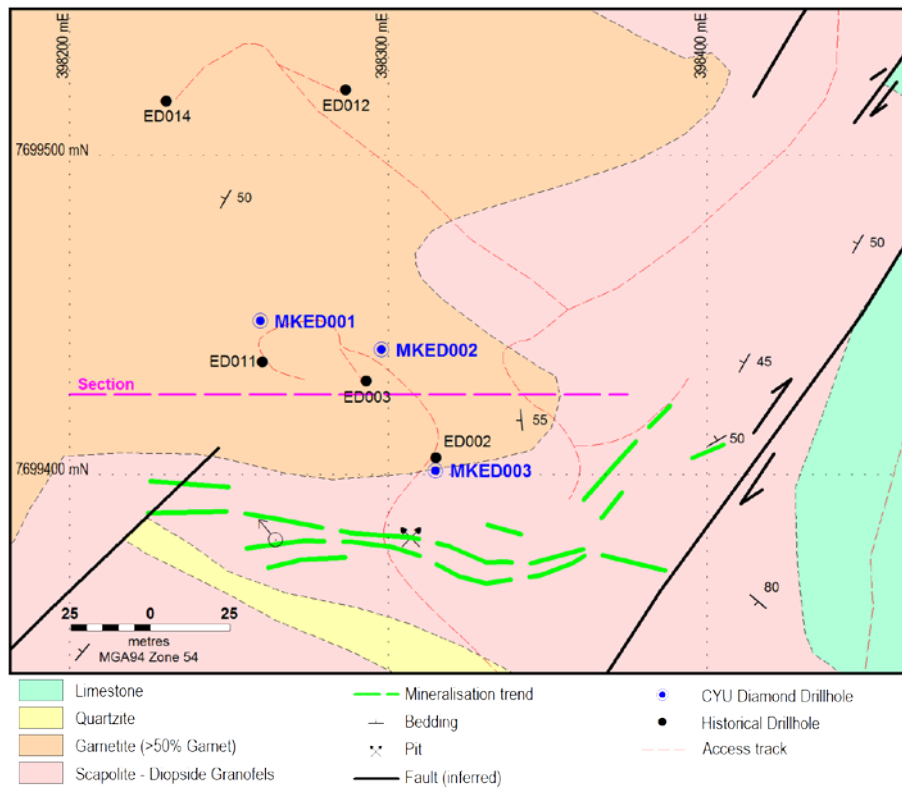 398200 mE
398300 mE
398400 mE
ED014
ED012
7699500 mN
50
50
MKED001
MKED002
ED011
45
Section
ED003
55
ED002
50
7699400 mN
MKED003
80
25 0 25
metres
MGA94 Zone 54
Limestone
Quartzite
Garnetite (>50% Garnet)
Scapolite - Diopside Granofels
Mineralisation trend
Bedding
Pit
Fault (inferred)
CYU Diamond Drillhole
Historical Drillhole
Access track